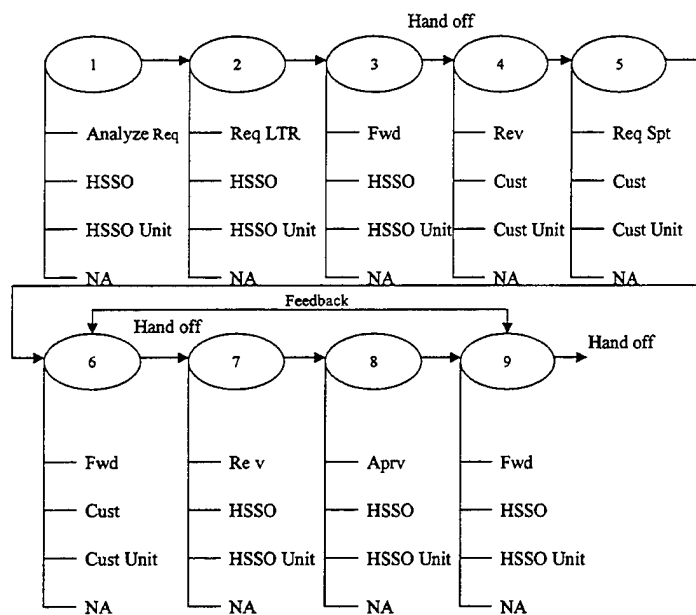 Hand off
1 2 3 4 5
Analyze Req Req LTR Fwd Rev Req Spt
HSSO HSSO HSSO Cust Cust
HSSO Unit HSSO Unit HSSO Unit Cust Unit Cust Unit
NA NA NA NA NA
Feedback
Hand off Hand off
6 7 8 9
Fwd Re v Aprv Fwd
Cust HSSO HSSO HSSO
Cust Unit HSSO Unit HSSO Unit HSSO Unit
NA NA NA NA